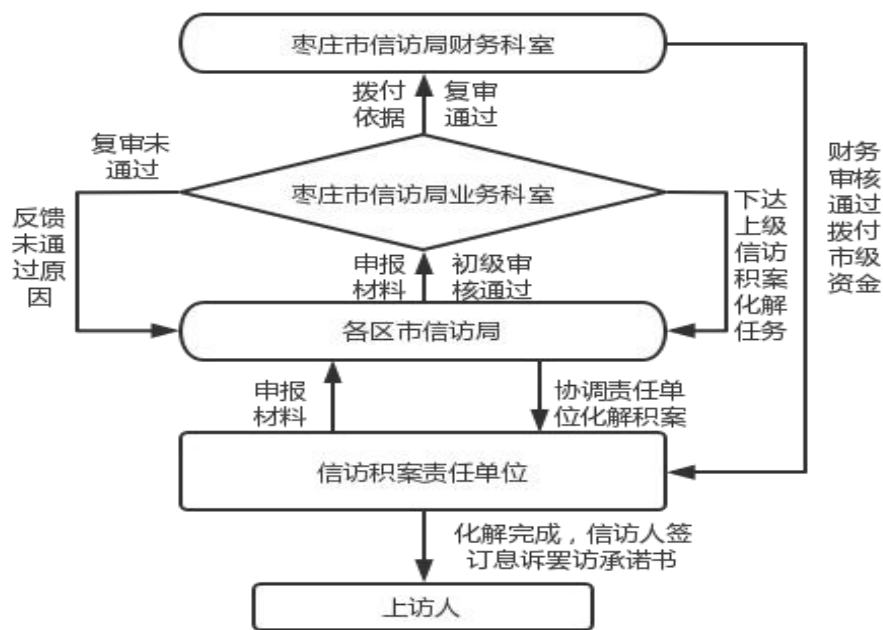 枣庄市信访局财务科室
拨付
依据
复审
通过
复审未
通过
枣庄市信访局业务科室
反馈
未通
过原
因
下达
上级
信访
积案
化解
任务
财务
审核
通过
拨付
市级
资金
申报
材料
初级审
核通过
各区市信访局
申报
材料
协调责任单
位化解积案
信访积案责任单位
化解完成，信访人签
订息诉罢访承诺书
上访人